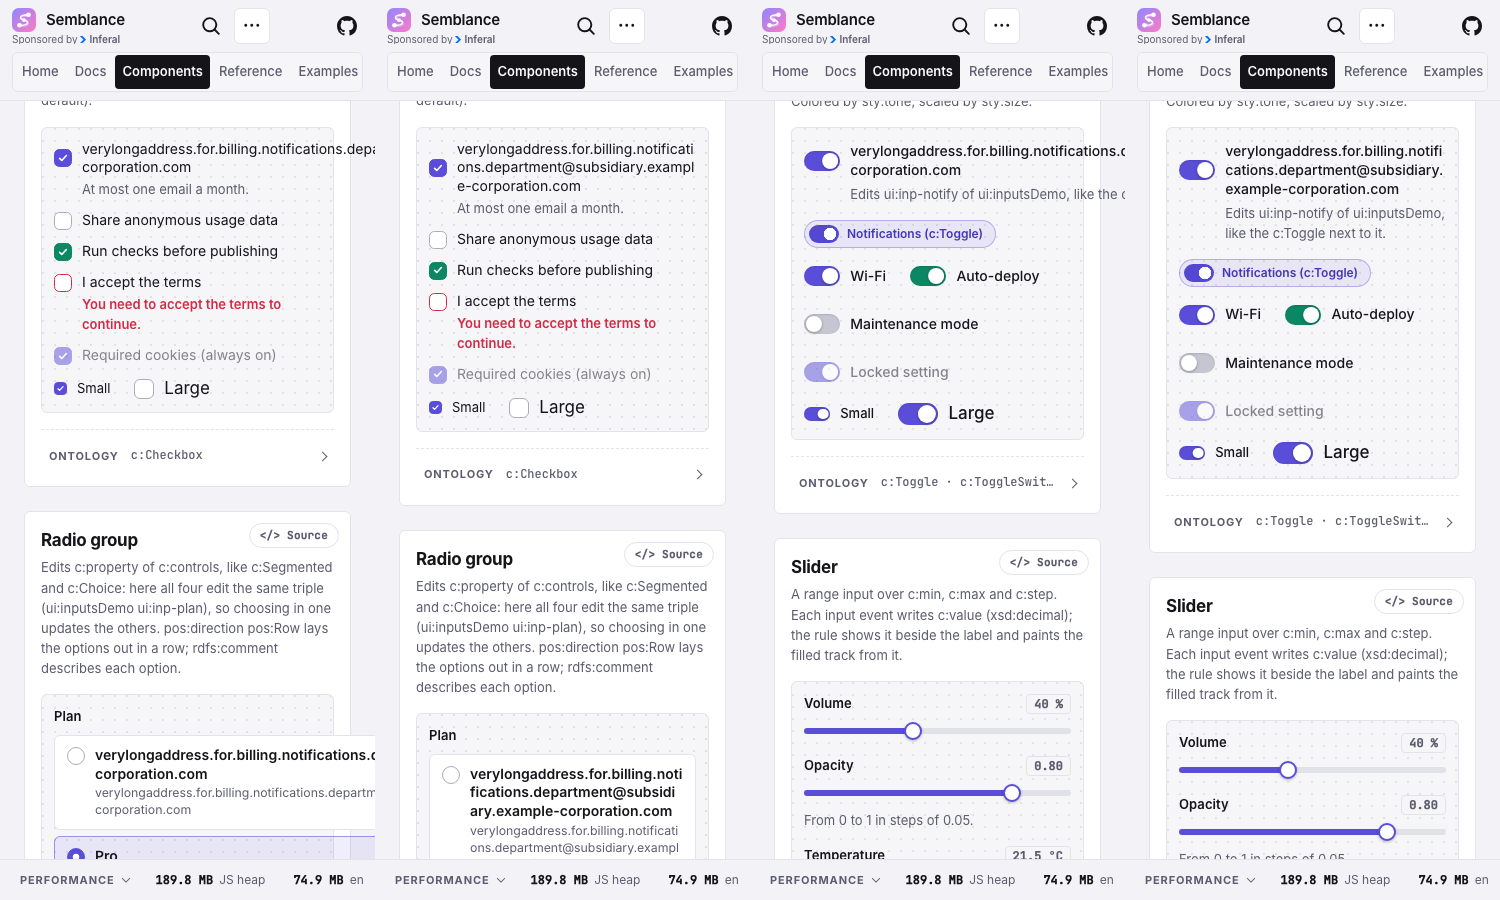 Semblance
Sponsored by Inferal
Home Docs Components Reference Examples
default).
verylongaddress.for.billing.notifications.depa
corporation.com
At most one email a month.
Share anonymous usage data
Run checks before publishing
I accept the terms
You need to accept the terms to
continue.
Required cookies (always on)
Small Large
ONTOLOGY c:Checkbox
Radio group
</> Source
Edits c:property of c:controls, like c:Segmented
and c:Choice: here all four edit the same triple
(ui:inputsDemo ui:inp-plan), so choosing in one
updates the others. pos:direction pos:Row lays
the options out in a row; rdfs:comment
describes each option.
Plan
verylongaddress.for.billing.notifications.d
corporation.com
verylongaddress.for.billing.notifications.departm
corporation.com
Pro
PERFORMANCE 189.8 MB JS heap 74.9 MB en
Semblance
Sponsored by Inferal
Home Docs Components Reference Examples
default).
verylongaddress.for.billing.notificati
ons.department@subsidiary.exampl
e-corporation.com
At most one email a month.
Share anonymous usage data
Run checks before publishing
I accept the terms
You need to accept the terms to
continue.
Required cookies (always on)
Small Large
ONTOLOGY c:Checkbox
Radio group
</> Source
Edits c:property of c:controls, like c:Segmented
and c:Choice: here all four edit the same triple
(ui:inputsDemo ui:inp-plan), so choosing in one
updates the others. pos:direction pos:Row lays
the options out in a row; rdfs:comment
describes each option.
Plan
verylongaddress.for.billing.noti
fications.department@subsidi
ary.example-corporation.com
verylongaddress.for.billing.notificati
ons.department@subsidiary.exampl
PERFORMANCE 189.8 MB JS heap 74.9 MB en
Semblance
Sponsored by Inferal
Home Docs Components Reference Examples
Colored by sty:tone, scaled by sty:size.
verylongaddress.for.billing.notifications.d
corporation.com
Edits ui:inp-notify of ui:inputsDemo, like the c
Notifications (c:Toggle)
Wi-Fi Auto-deploy
Maintenance mode
Locked setting
Small Large
ONTOLOGY c:Toggle · c:ToggleSwit…
Slider
</> Source
A range input over c:min, c:max and c:step.
Each input event writes c:value (xsd:decimal);
the rule shows it beside the label and paints the
filled track from it.
Volume 40 %
Opacity 0.80
From 0 to 1 in steps of 0.05.
Temperature 21.5 °C
PERFORMANCE 189.8 MB JS heap 74.9 MB en
Semblance
Sponsored by Inferal
Home Docs Components Reference Examples
Colored by sty:tone, scaled by sty:size.
verylongaddress.for.billing.notifi
cations.department@subsidiary.
example-corporation.com
Edits ui:inp-notify of ui:inputsDemo,
like the c:Toggle next to it.
Notifications (c:Toggle)
Wi-Fi Auto-deploy
Maintenance mode
Locked setting
Small Large
ONTOLOGY c:Toggle · c:ToggleSwit…
Slider
</> Source
A range input over c:min, c:max and c:step.
Each input event writes c:value (xsd:decimal);
the rule shows it beside the label and paints the
filled track from it.
Volume 40 %
Opacity 0.80
From 0 to 1 in steps of 0.05.
PERFORMANCE 189.8 MB JS heap 74.9 MB en